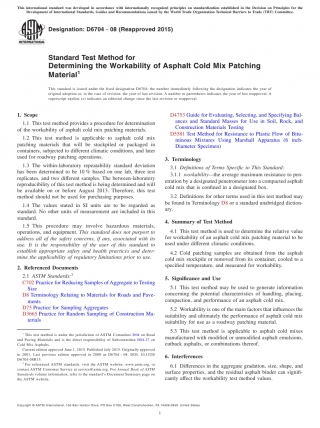 This international standard was developed in accordance with internationally recognized principles on standardization established in the Decision on Principles for the
Development of International Standards, Guides and Recommendations issued by the World Trade Organization Technical Barriers to Trade (TBT) Committee.
Designation: D6704 - 08 (Reapproved 2015)
Standard Test Method for
Determining the Workability of Asphalt Cold Mix Patching
Material¹
This standard is issued under the fixed designation D6704; the number immediately following the designation indicates the year of
original adoption or, in the case of revision, the year of last revision. A number in parentheses indicates the year of last reapproval. A
superscript epsilon (ε) indicates an editorial change since the last revision or reapproval.
1. Scope
1.1 This test method provides a procedure for determination
of the workability of asphalt cold mix patching materials.
1.2 This test method is applicable to asphalt cold mix
patching materials that will be stockpiled or packaged in
containers, subjected to different climatic conditions, and later
used for roadway patching operations.
1.3 The within-laboratory repeatability standard deviation
has been determined to be 10 % based on one lab, three test
replicates, and two different samples. The between-laboratory
reproducibility of this test method is being determined and will
be available on or before August 2013. Therefore, this test
method should not be used for purchasing purposes.
1.4 The values stated in SI units are to be regarded as
standard. No other units of measurement are included in this
standard.
1.5 This procedure may involve hazardous materials,
operations, and equipment. This standard does not purport to
address all of the safety concerns, if any, associated with its
use. It is the responsibility of the user of this standard to
establish appropriate safety and health practices and deter-
mine the applicability of regulatory limitations prior to use.
2. Referenced Documents
2.1 ASTM Standards:²
C702 Practice for Reducing Samples of Aggregate to Testing
Size
D8 Terminology Relating to Materials for Roads and Pave-
ments
D75 Practice for Sampling Aggregates
D3665 Practice for Random Sampling of Construction Ma-
terials
¹ This test method is under the jurisdiction of ASTM Committee D04 on Road
and Paving Materials and is the direct responsibility of Subcommittee D04.27 on
Cold Mix Asphalts.
Current edition approved June 1, 2015. Published July 2015. Originally approved
in 2001. Last previous edition approved in 2008 as D6704 – 08. DOI: 10.1520/
D6704-08R15.
² For referenced ASTM standards, visit the ASTM website, www.astm.org, or
contact ASTM Customer Service at service@astm.org. For Annual Book of ASTM
Standards volume information, refer to the standard's Document Summary page on
the ASTM website.
D4753 Guide for Evaluating, Selecting, and Specifying Bal-
ances and Standard Masses for Use in Soil, Rock, and
Construction Materials Testing
D5581 Test Method for Resistance to Plastic Flow of Bitu-
minous Mixtures Using Marshall Apparatus (6 inch-
Diameter Specimen)
3. Terminology
3.1 Definitions of Terms Specific to This Standard:
3.1.1 workability—the average maximum resistance to pen-
etration by a designated penetrometer into a compacted asphalt
cold mix that is confined in a designated box.
3.2 Definitions for other terms used in this test method may
be found in Terminology D8 or a standard unabridged diction-
ary.
4. Summary of Test Method
4.1 This test method is used to determine the relative value
of workability for an asphalt cold mix patching material to be
used under different climatic conditions.
4.2 Cold patching samples are obtained from the asphalt
cold mix stockpile or removed from its container, cooled to a
specified temperature, and measured for workability.
5. Significance and Use
5.1 This test method may be used to generate information
concerning the potential characteristics of handling, placing,
compaction, and performance of an asphalt cold mix.
5.2 Workability is one of the main factors that influences the
suitability and ultimately the performance of asphalt cold mix
suitability for use as a roadway patching material.
5.3 This test method is applicable to asphalt cold mixes
manufactured with modified or unmodified asphalt emulsions,
cutback asphalts, or combinations thereof.
6. Interferences
6.1 Differences in the aggregate gradation, size, shape, and
surface properties, and the residual asphalt binder can signifi-
cantly affect the workability test method values.
Copyright © ASTM International, 100 Barr Harbor Drive, PO Box C700, West Conshohocken, PA 19428-2959. United States
1